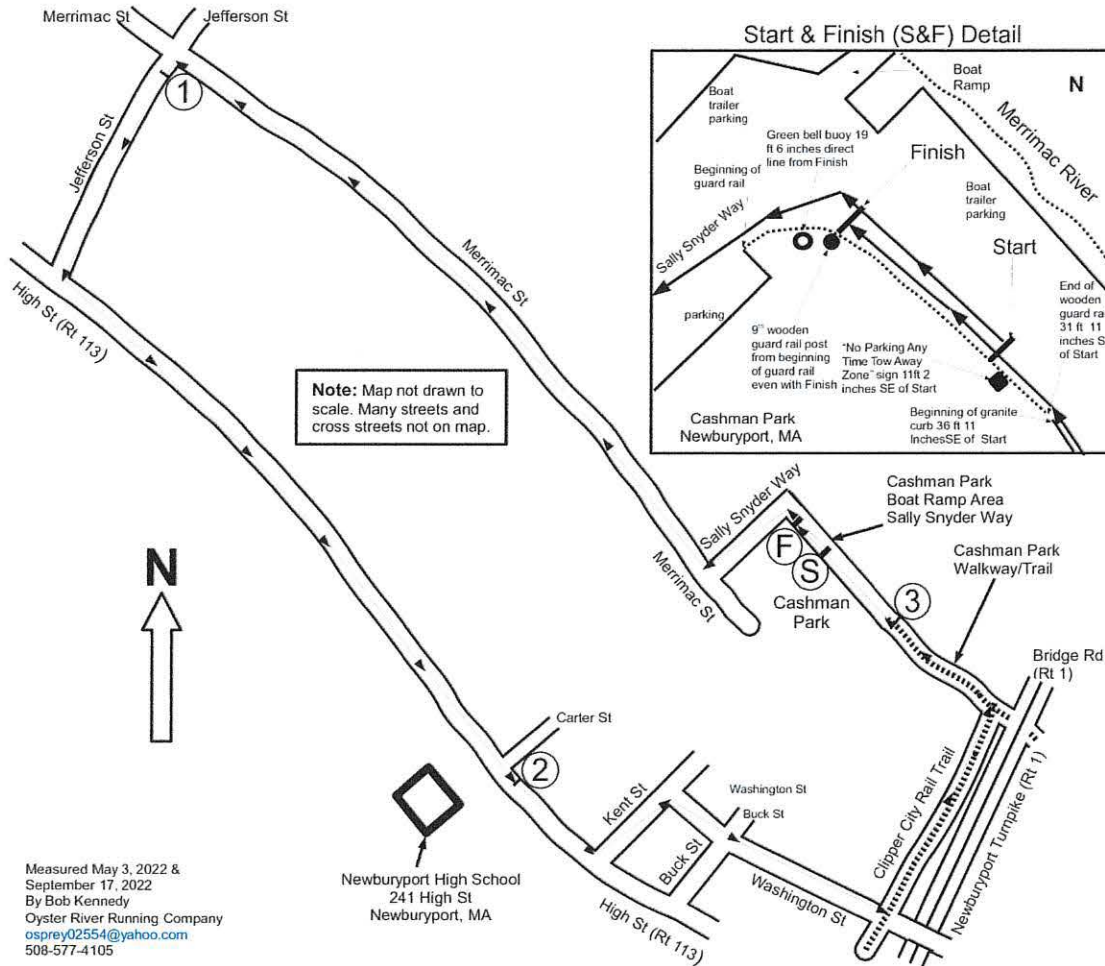 Merrimac St
Jefferson St
1
Jefferson St
High St (Rt 113)
Merrimac St
Note: Map not drawn to
scale. Many streets and
cross streets not on map.
Start & Finish (S&F) Detail
Boat
Ramp
N
Boat
trailer
parking
Merrimac River
Green bell buoy 19
ft 6 inches direct
line from Finish
Finish
Beginning of
guard rail
Boat
trailer
parking
Sally Snyder Way
Start
parking
End of
wooden
guard ra
31 ft 11
inches S
of Start
9th wooden
guard rail post
from beginning
of guard rail
even with Finish
"No Parking Any
Time Tow Away
Zone" sign 11ft 2
inches SE of Start
Beginning of granite
curb 36 ft 11
InchesSE of Start
Cashman Park
Newburyport, MA
Sally Snyder Way
Cashman Park
Boat Ramp Area
Sally Snyder Way
Cashman Park
Walkway/Trail
F
S
Cashman
Park
3
Merrimac St
Bridge Rd
(Rt 1)
N
Carter St
2
Kent St
Washington St
Buck St
Buck St
Clipper City Rail Trail
Newburyport Turnpike (Rt 1)
Washington St
High St (Rt 113)
Newburyport High School
241 High St
Newburyport, MA
Measured May 3, 2022 &
September 17, 2022
By Bob Kennedy
Oyster River Running Company
osprey02554@yahoo.com
508-577-4105